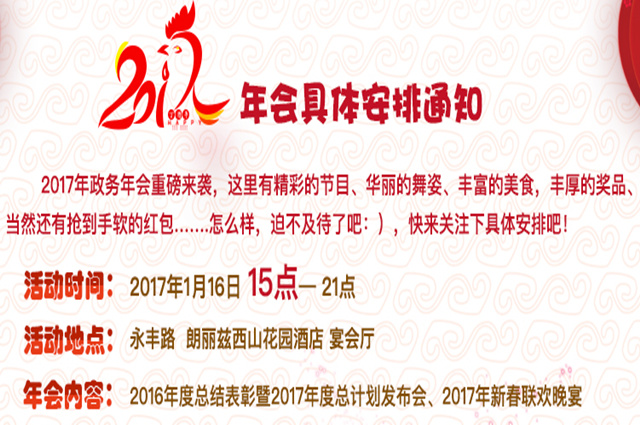 2017
年会具体安排通知
2017年政务年会重磅来袭，这里有精彩的节目、华丽的舞姿、丰富的美食，丰厚的奖品、
当然还有抢到手软的红包.......怎么样，迫不及待了吧：），快来关注下具体安排吧！
活动时间：2017年1月16日 15点— 21点
活动地点：永丰路 朗丽兹西山花园酒店 宴会厅
年会内容：2016年度总结表彰暨2017年度总计划发布会、2017年新春联欢晚宴